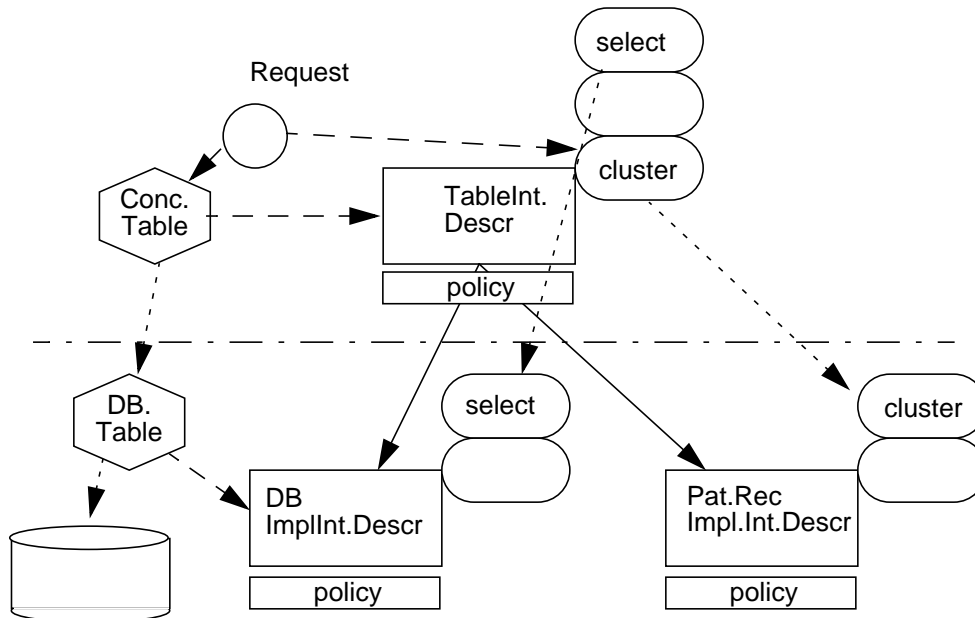 select
Request
cluster
Conc.
Table
TableInt.
Descr
policy
select
cluster
DB.
Table
DB
ImplInt.Descr
Pat.Rec
Impl.Int.Descr
policy
policy